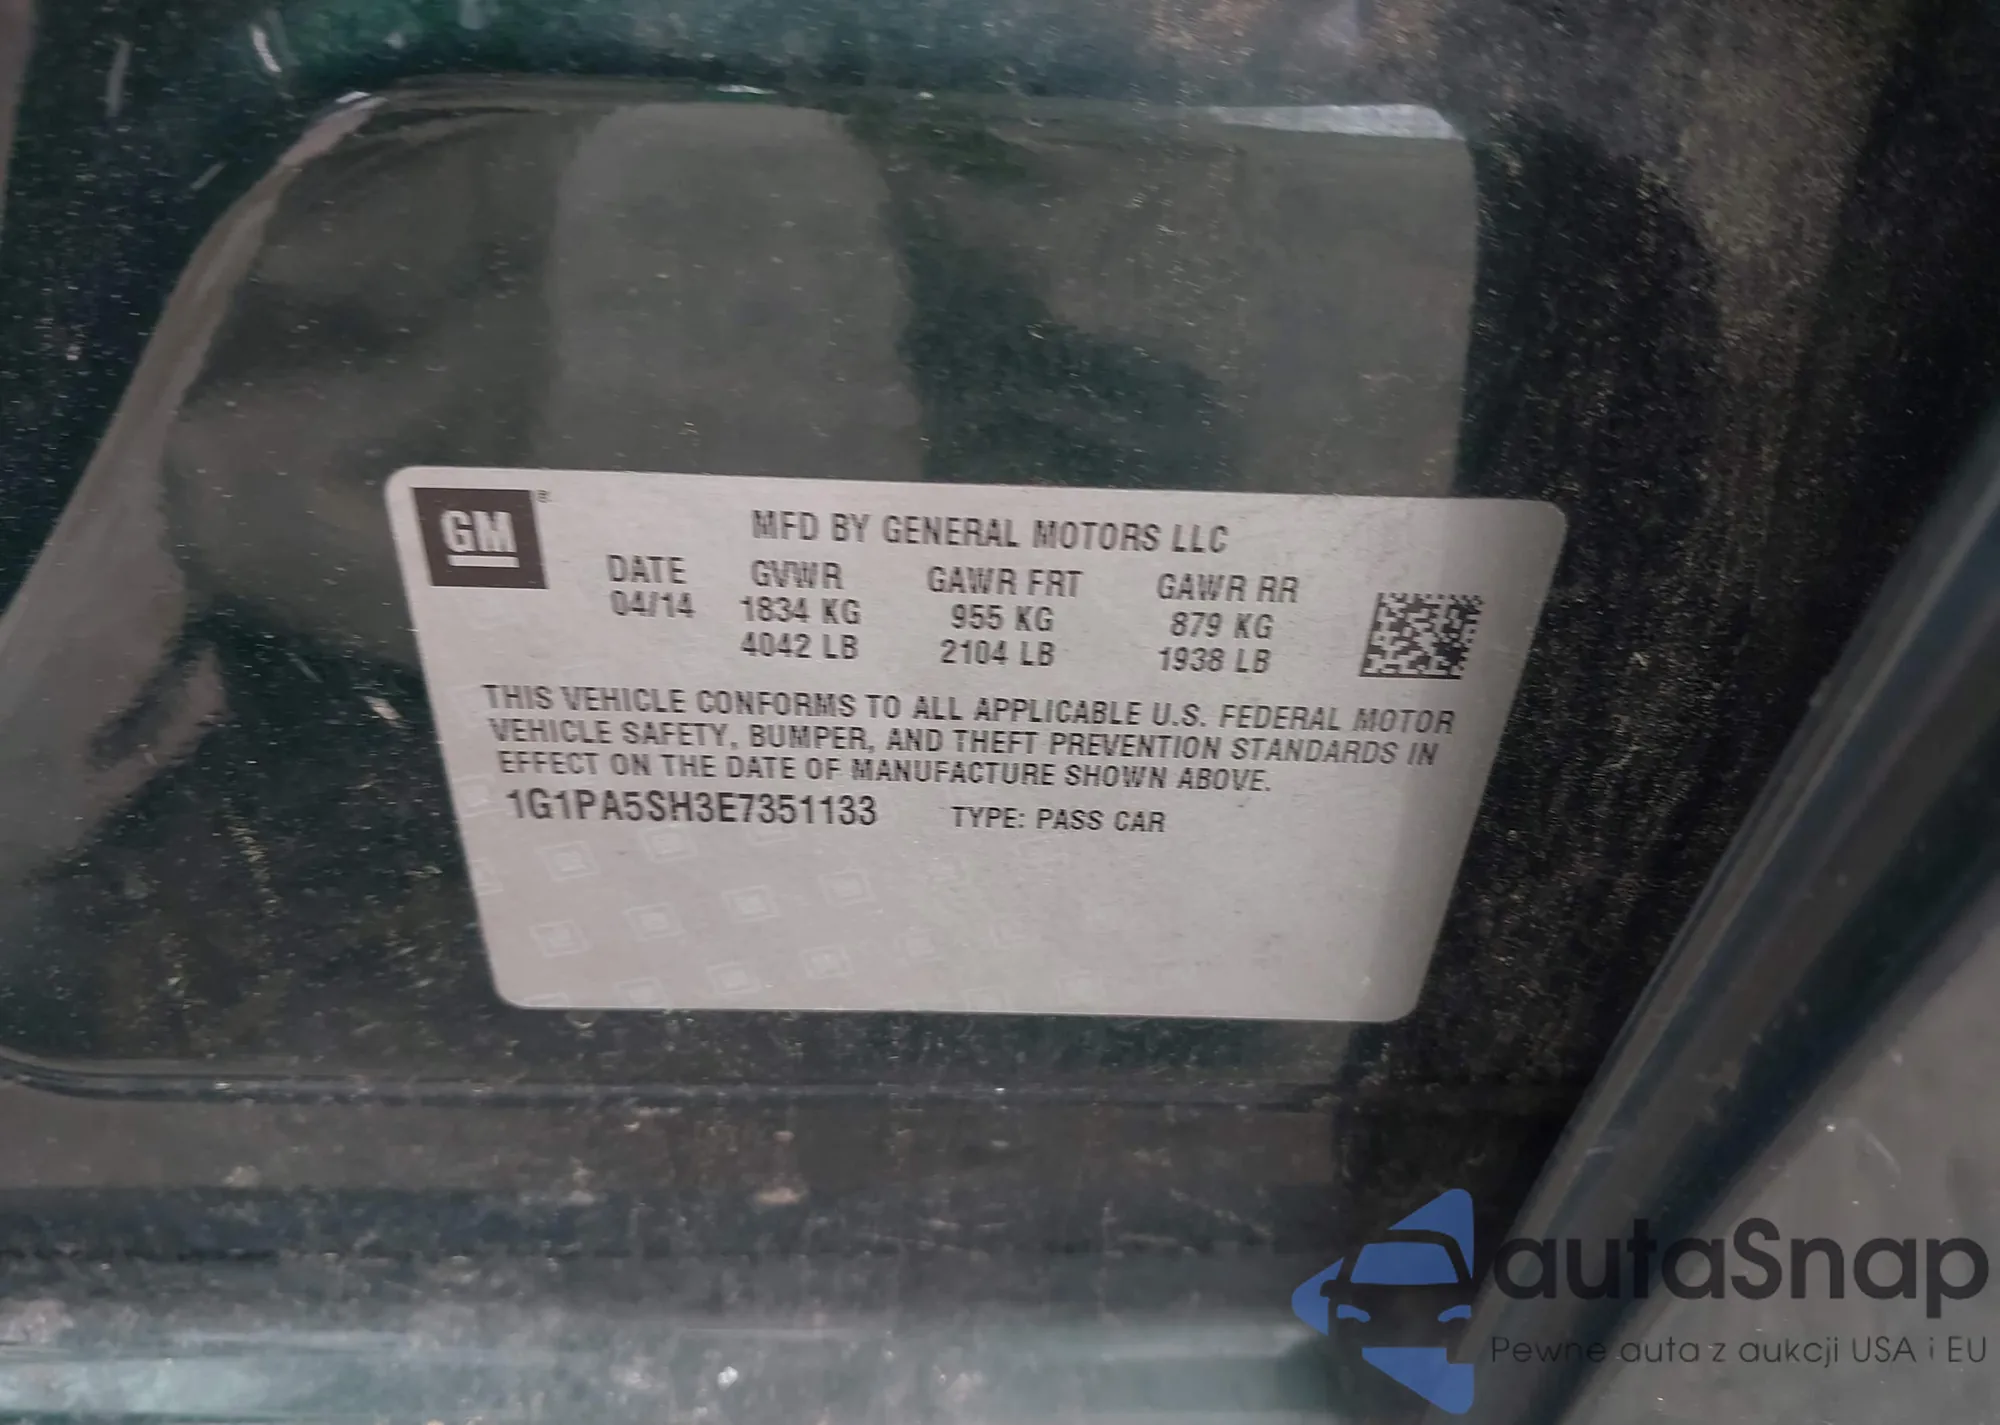 GM ®
MFD BY GENERAL MOTORS LLC
DATE GVWR GAWR FRT GAWR RR
04/14 1834 KG 955 KG 879 KG
4042 LB 2104 LB 1938 LB
THIS VEHICLE CONFORMS TO ALL APPLICABLE U.S. FEDERAL MOTOR
VEHICLE SAFETY, BUMPER, AND THEFT PREVENTION STANDARDS IN
EFFECT ON THE DATE OF MANUFACTURE SHOWN ABOVE.
1G1PA5SH3E7351133 TYPE: PASS CAR
autaSnap
Pewne auta z aukcji USA i EU